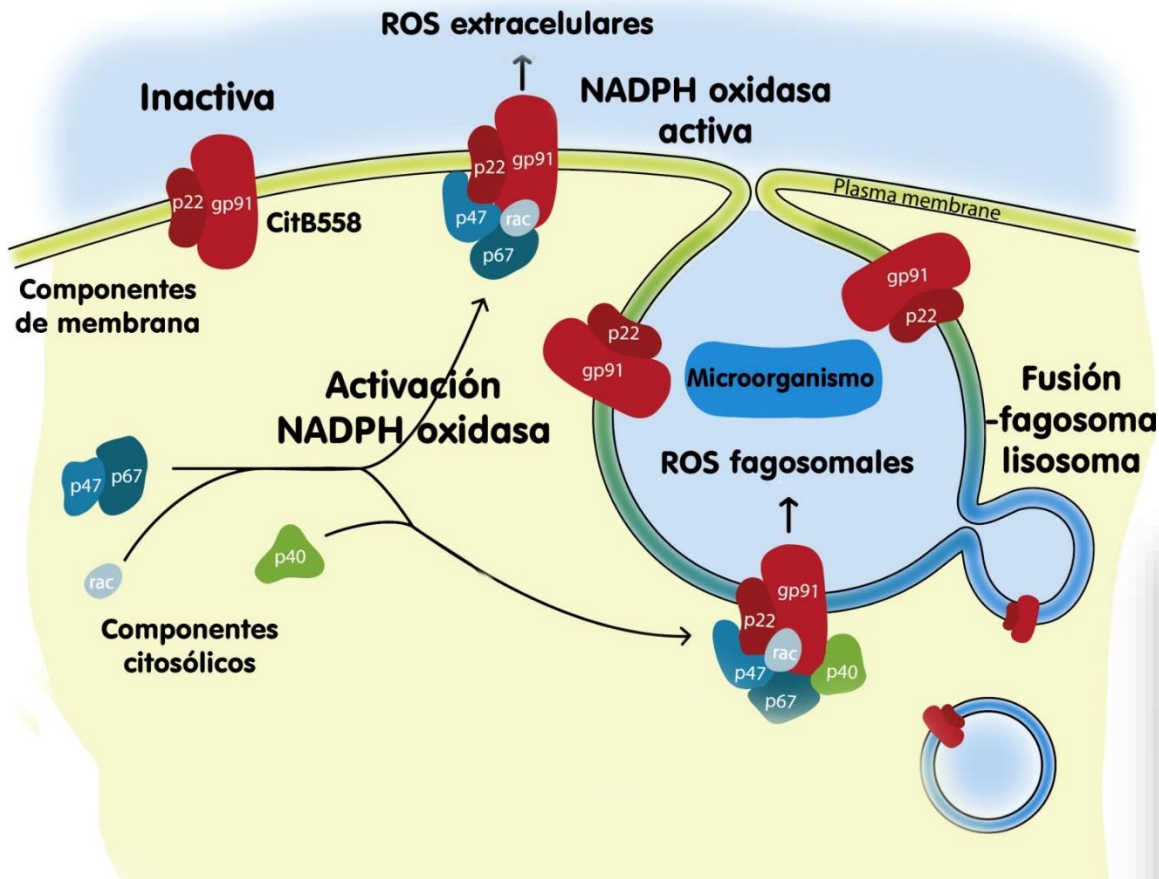 ROS extracelulares
Inactiva
NADPH oxidasa
activa
p22
gp91
p22
gp91
CitB558
p47
rac
p67
Plasma membrane
Componentes
de membrana
gp91
p22
p22
gp91
Microorganismo
Activación
NADPH oxidasa
Fusión
-fagosoma
lisosoma
ROS fagosomales
p47
p67
p40
rac
Componentes
citosólicos
gp91
p22
rac
p47
p40
p67